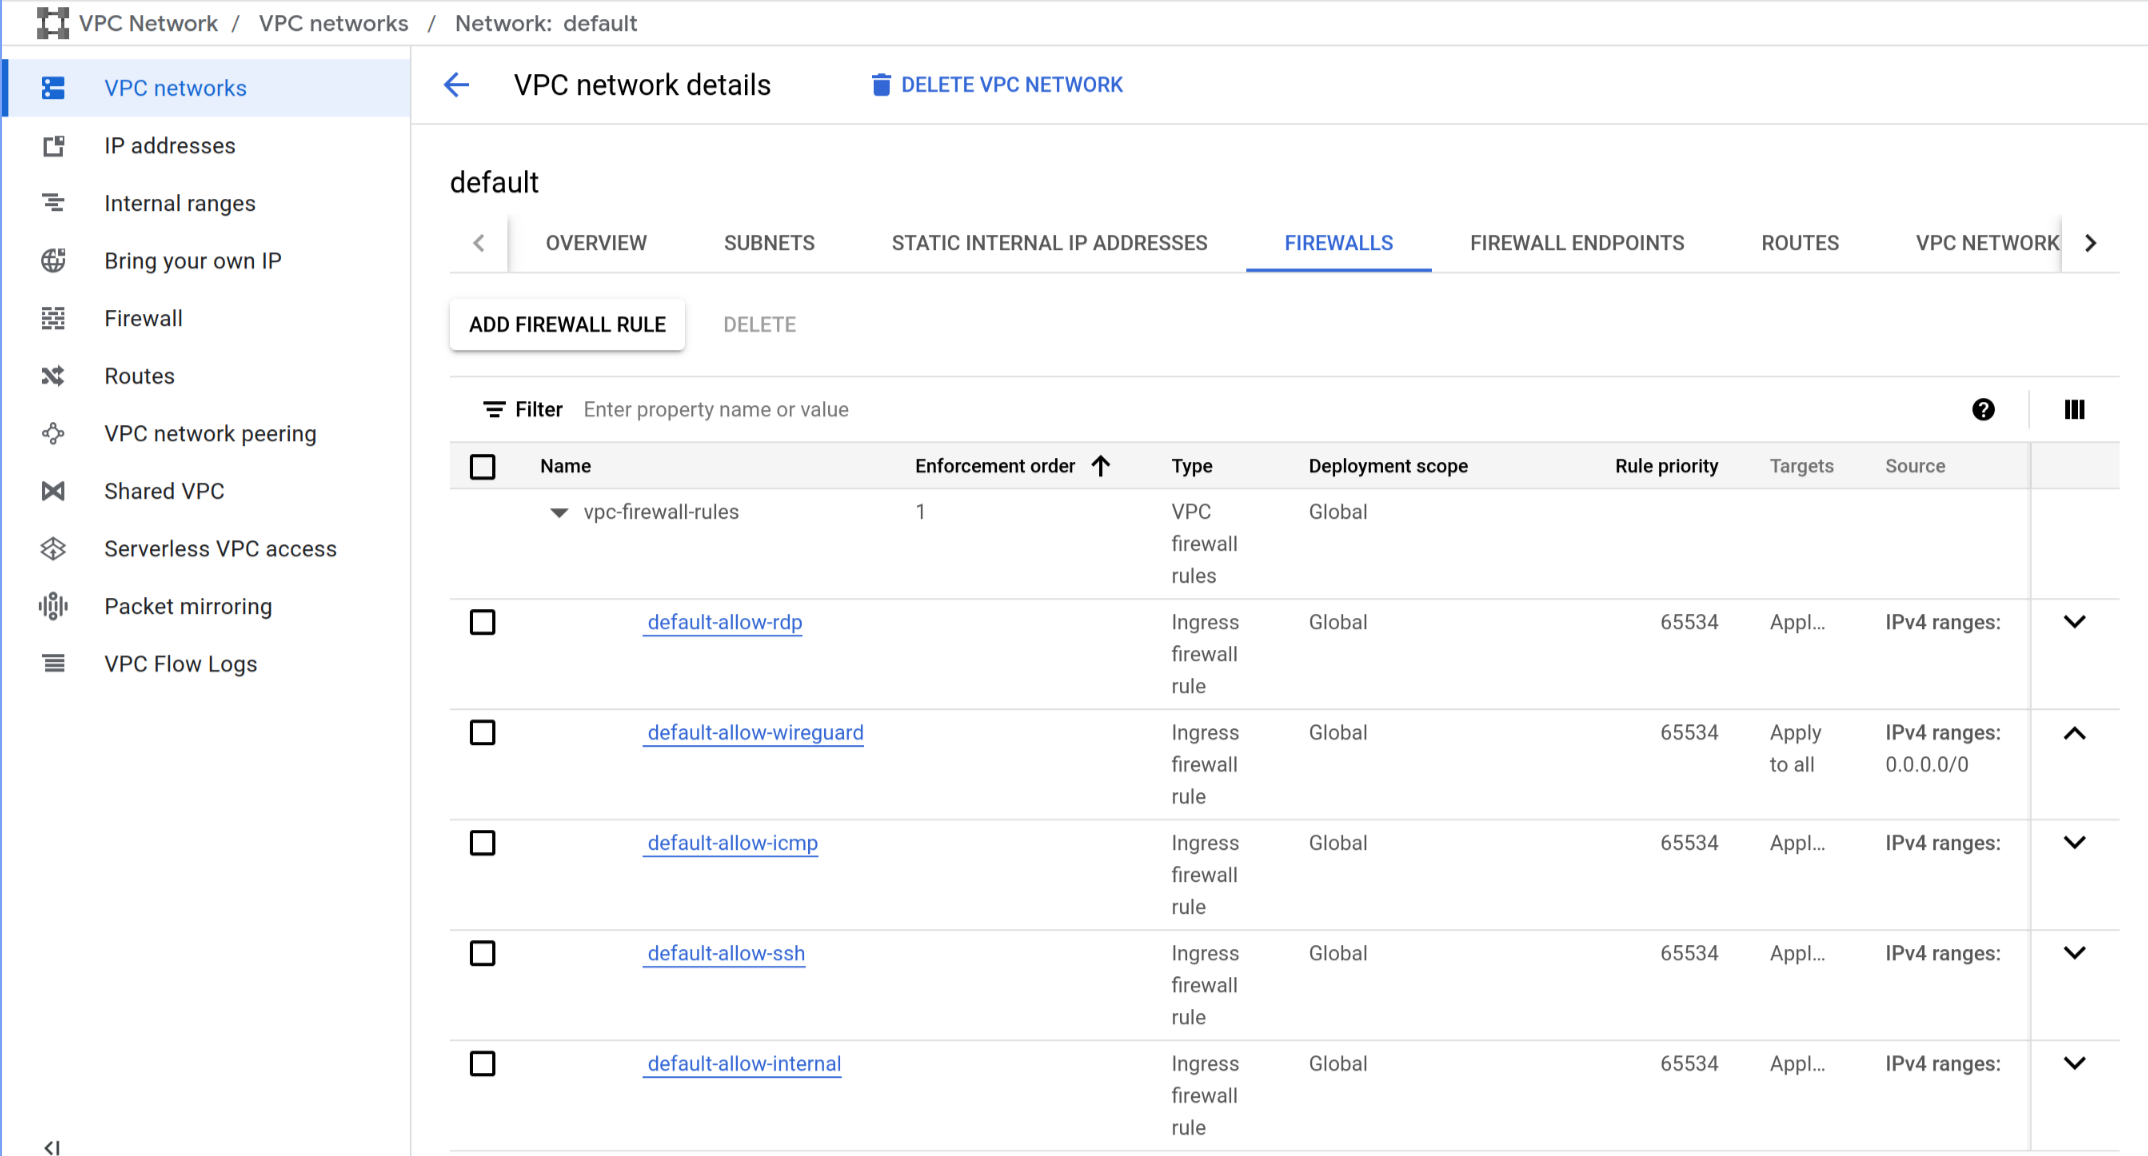 VPC Network / VPC networks / Network: default
VPC networks
IP addresses
Internal ranges
Bring your own IP
Firewall
Routes
VPC network peering
Shared VPC
Serverless VPC access
Packet mirroring
VPC Flow Logs
VPC network details
DELETE VPC NETWORK
default
OVERVIEW SUBNETS STATIC INTERNAL IP ADDRESSES FIREWALLS FIREWALL ENDPOINTS ROUTES VPC NETWORK
ADD FIREWALL RULE DELETE
Filter Enter property name or value
Name Enforcement order Type Deployment scope Rule priority Targets Source
vpc-firewall-rules 1 VPC Global
firewall
rules
default-allow-rdp Ingress Global 65534 Appl... IPv4 ranges:
firewall
rule
default-allow-wireguard Ingress Global 65534 Apply IPv4 ranges:
firewall to all 0.0.0.0/0
rule
default-allow-icmp Ingress Global 65534 Appl... IPv4 ranges:
firewall
rule
default-allow-ssh Ingress Global 65534 Appl... IPv4 ranges:
firewall
rule
default-allow-internal Ingress Global 65534 Appl... IPv4 ranges:
firewall
rule